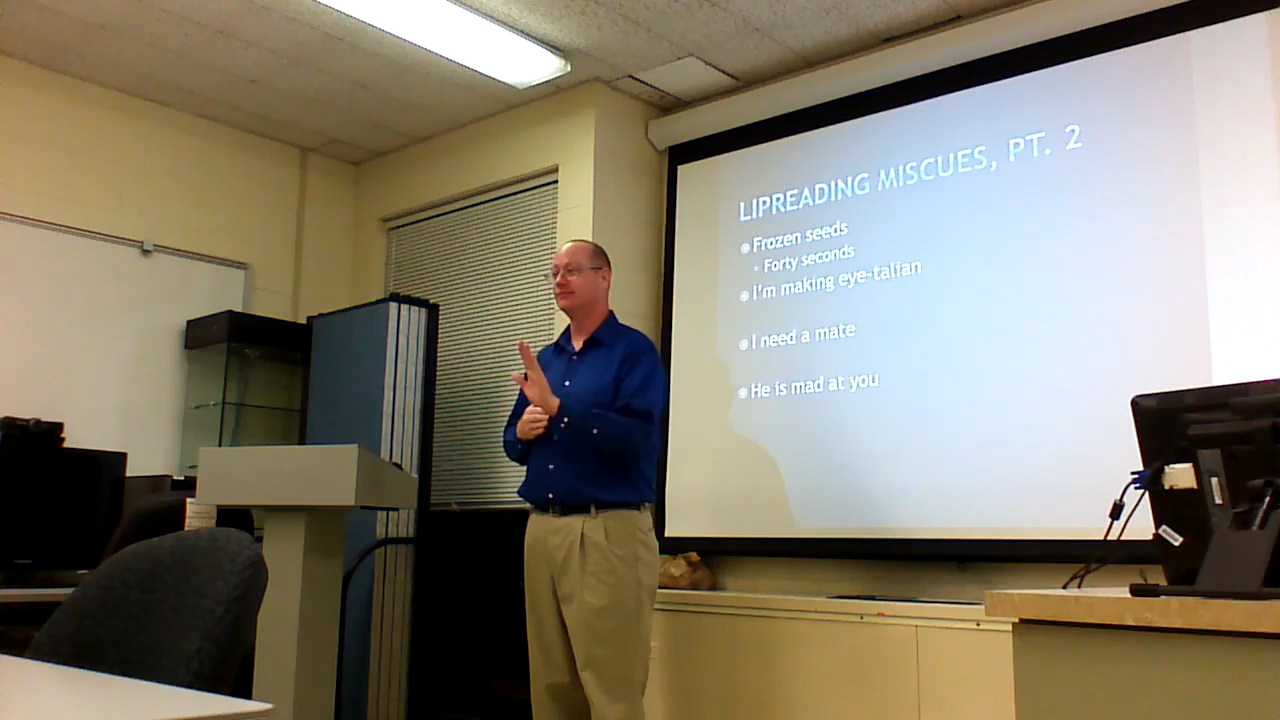 LIPREADING MISCUES, PT. 2
Frozen seeds
Forty seconds
I'm making eye-talian
I need a mate
He is mad at you